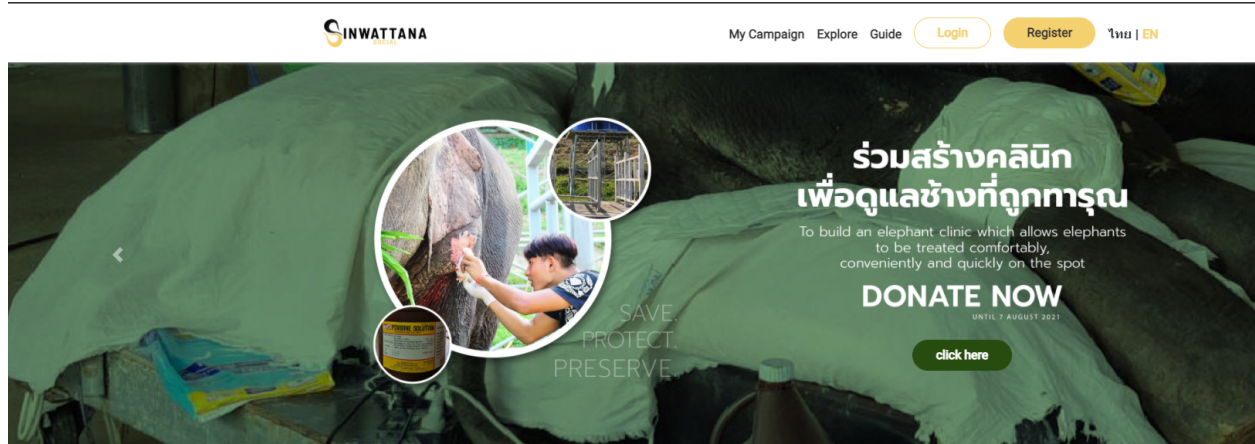 SINWATTANA
SOCIAL
My Campaign Explore Guide Login Register ไทย | EN
ร่วมสร้างคลินิก
เพื่อดูแลช้างที่ถูกทารุณ
To build an elephant clinic which allows elephants
to be treated comfortably,
conveniently and quickly on the spot
DONATE NOW
UNTIL 7 AUGUST 2021
click here
SAVE.
PROTECT.
PRESERVE.
POVIDINE SOLUTION